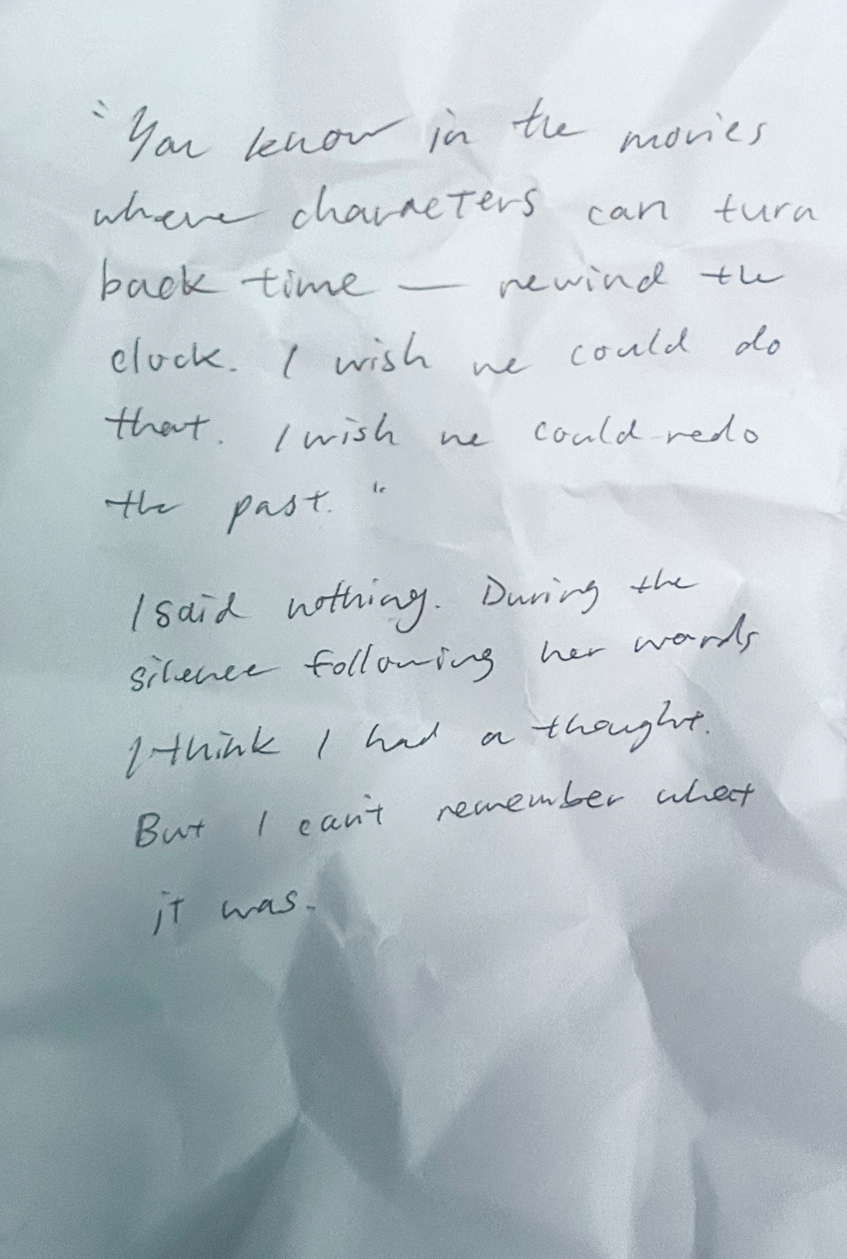 "You know in the movies
where characters can turn
back time — rewind the
clock. I wish we could do
that. I wish we could redo
the past."
I said nothing. During the
silence following her words
I think I had a thought.
But I can't remember what
it was.